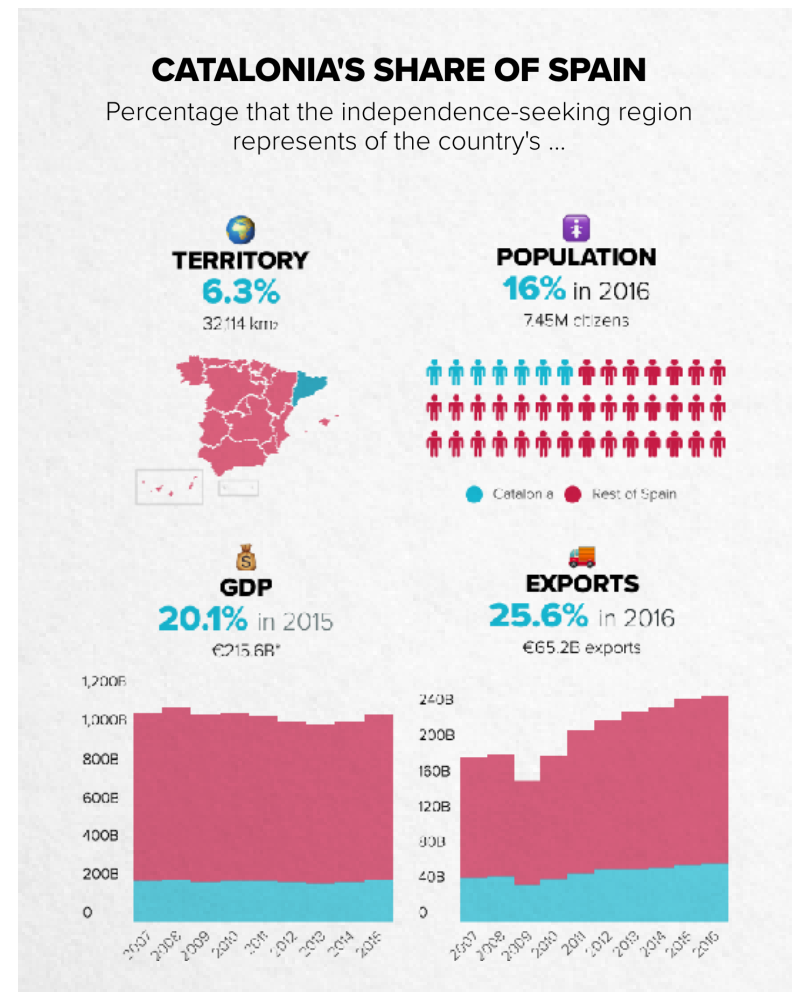 CATALONIA'S SHARE OF SPAIN
Percentage that the independence-seeking region
represents of the country's ...
TERRITORY
6.3%
32,114 km2
POPULATION
16% in 2016
7.45M citizens
Catalonia Rest of Spain
GDP
20.1% in 2015
€215.6B*
1,200B
1,000B
800B
600B
400B
200B
0
2007 2008 2009 2010 2011 2012 2013 2014 2015
EXPORTS
25.6% in 2016
€65.2B exports
240B
200B
160B
120B
80B
40B
0
2007 2008 2009 2010 2011 2012 2013 2014 2015 2016